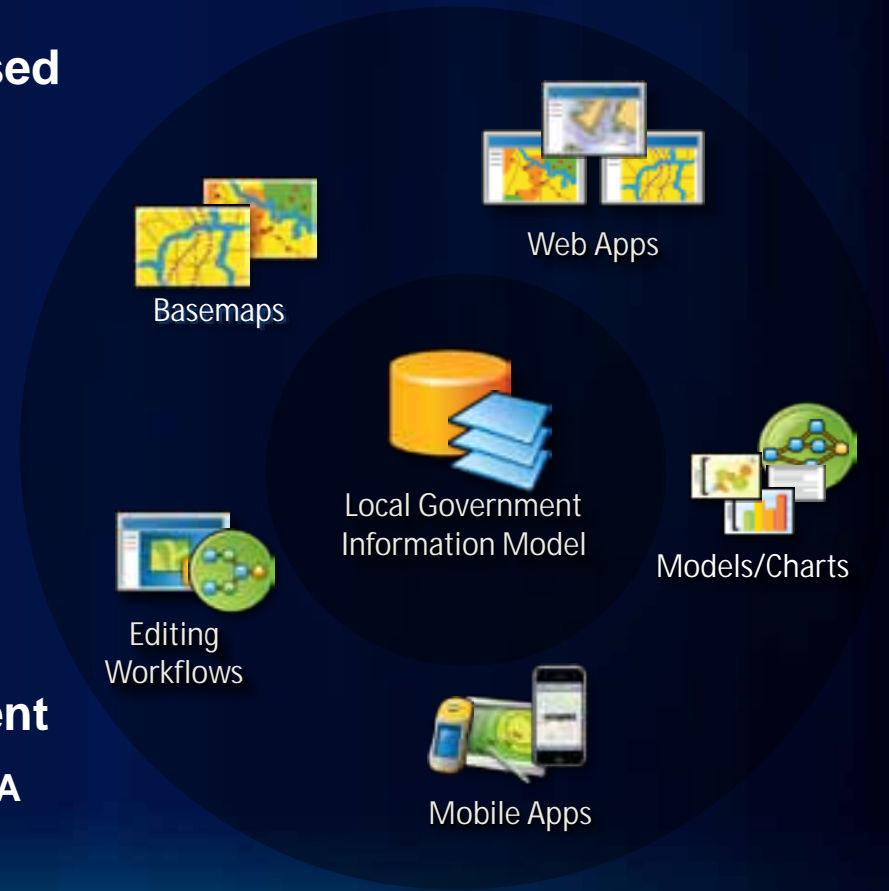 sed
Web Apps
Basemaps
Local Government
Information Model
Models/Charts
Editing
Workflows
ent
A
Mobile Apps